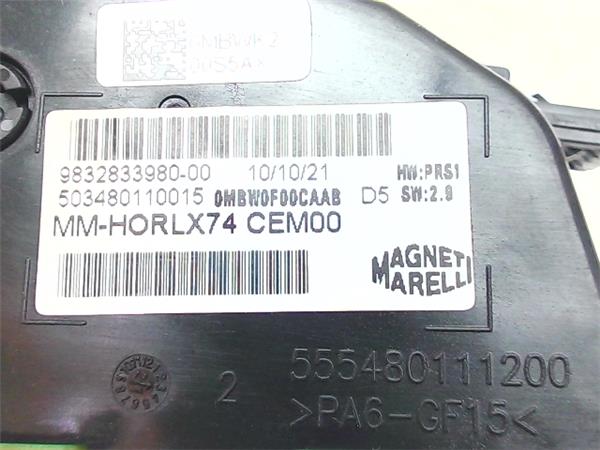 00S5AX
9832833980-00 10/10/21 HW:PRS1
503480110015 0MBW0F00CAAB D5 SW:2.9
MM-HORLX74 CEM00
MAGNETI
MARELLI
555480111200
2 >PA6-GF15<